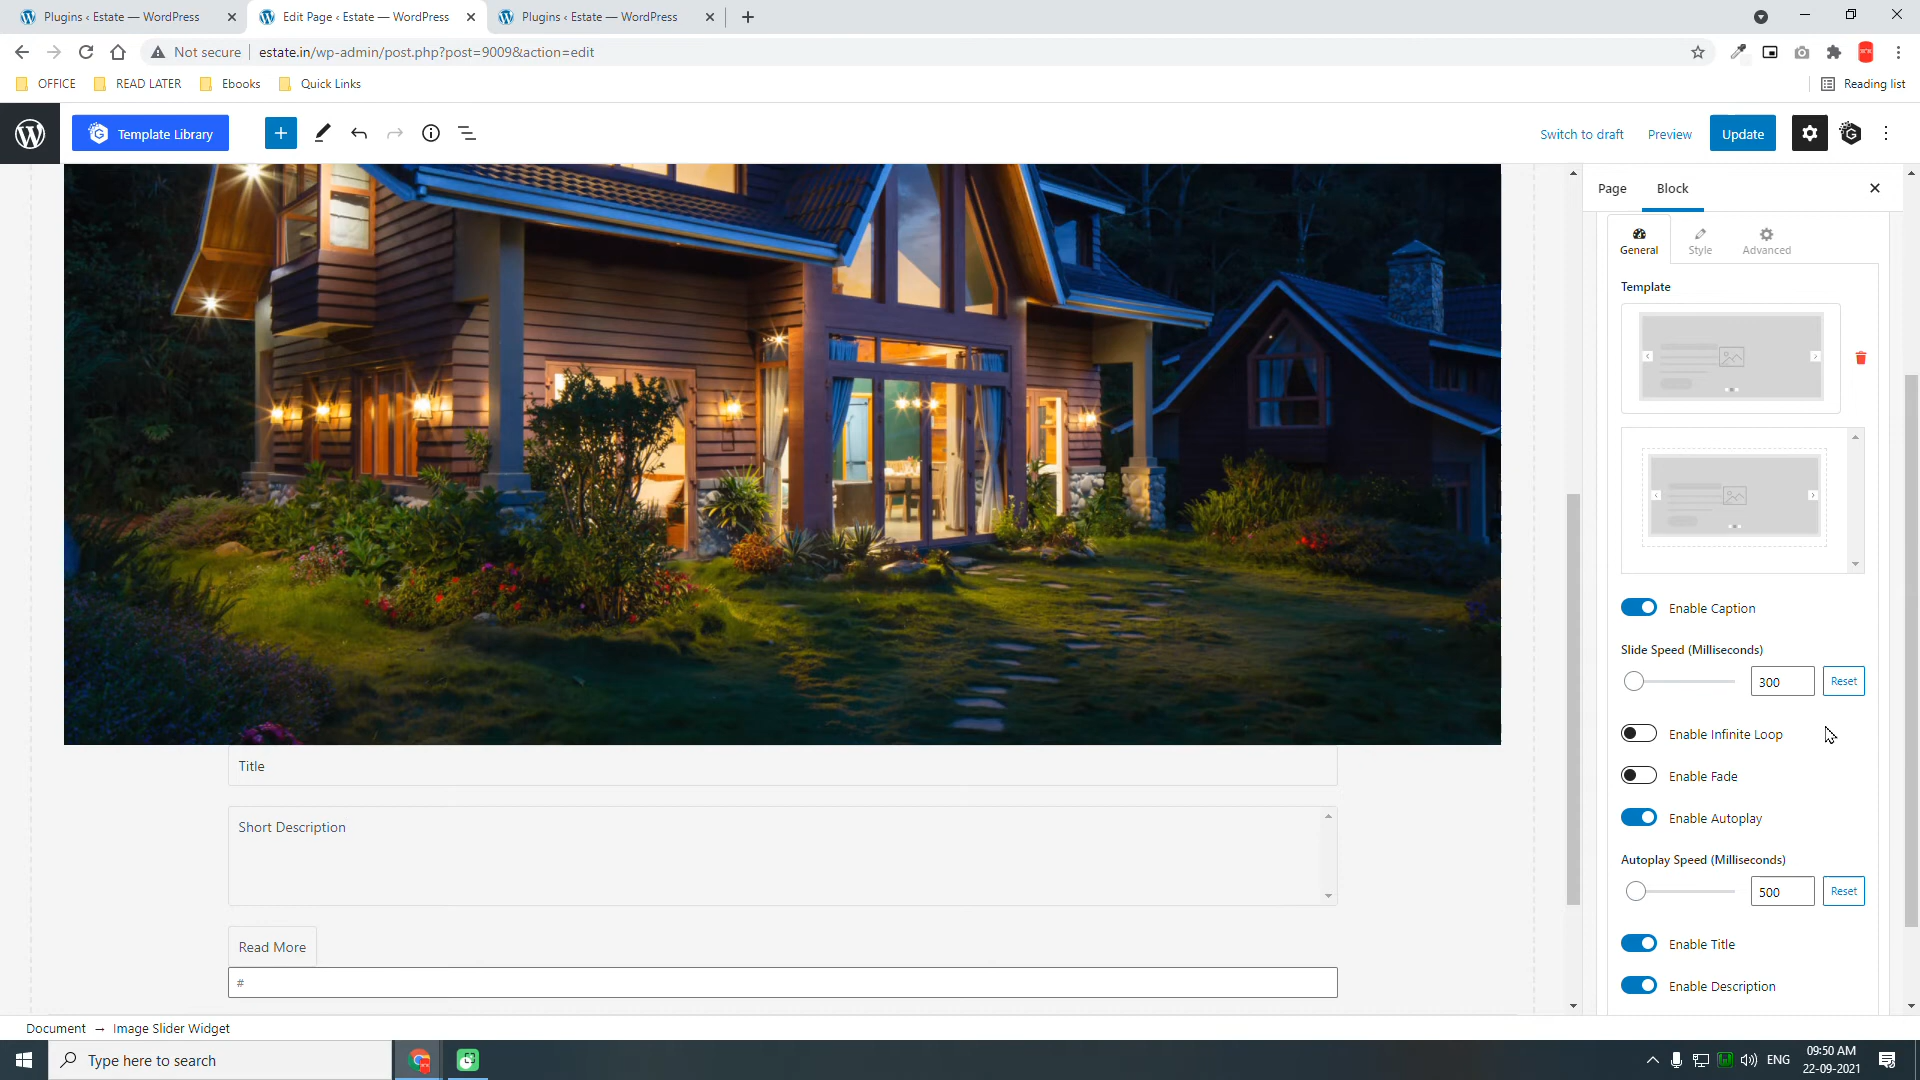 Plugins ‹ Estate — WordPress
Edit Page ‹ Estate — WordPress
Plugins ‹ Estate — WordPress
Not secure
estate.in/wp-admin/post.php?post=9009&action=edit
OFFICE
READ LATER
Ebooks
Quick Links
Reading list
Template Library
Switch to draft
Preview
Update
Page
Block
General
Style
Advanced
Template
Enable Caption
Slide Speed (Milliseconds)
300
Reset
Enable Infinite Loop
Enable Fade
Enable Autoplay
Autoplay Speed (Milliseconds)
500
Reset
Enable Title
Enable Description
Title
Short Description
Read More
#
Document → Image Slider Widget
Type here to search
ENG
09:50 AM
22-09-2021